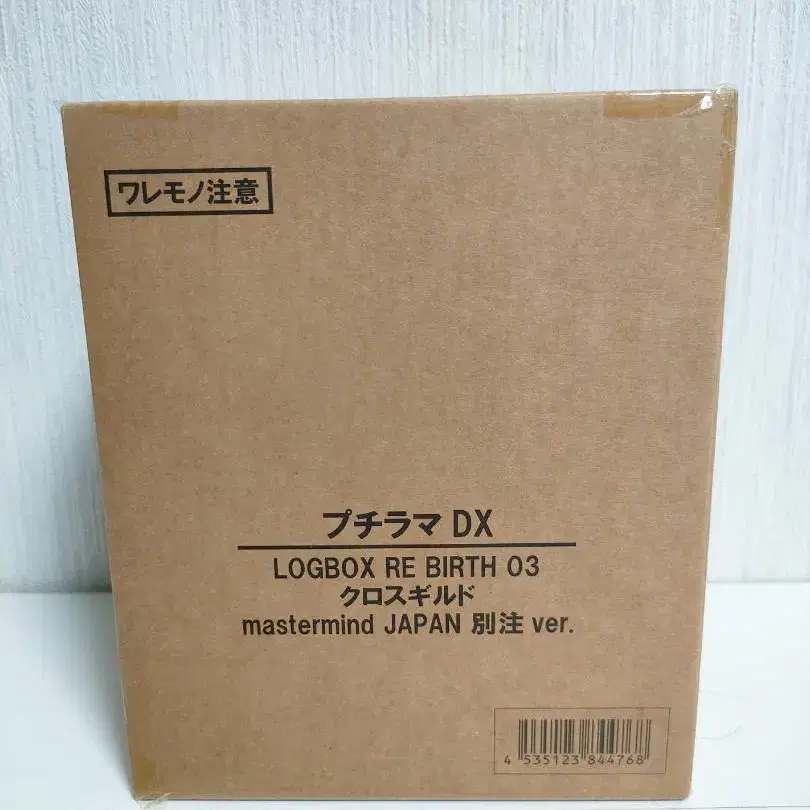 ワレモノ注意
プチラマ DX
LOGBOX RE BIRTH 03
クロスギルド
mastermind JAPAN 別注 ver.
4 535123 844768